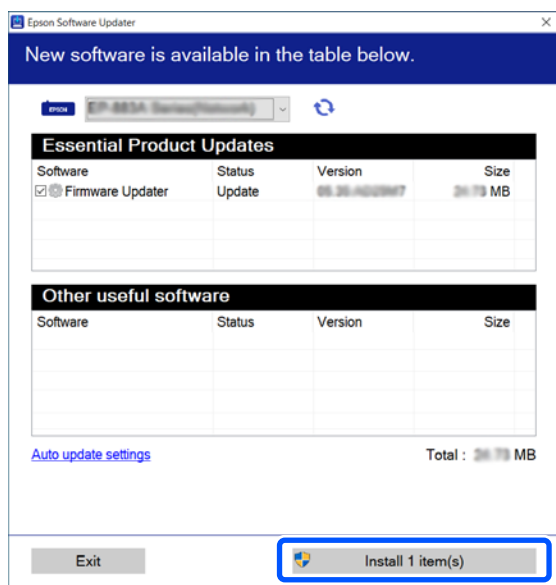 Epson Software Updater
New software is available in the table below.
EPSON
Essential Product Updates
Software Status Version Size
Firmware Updater Update MB
Other useful software
Software Status Version Size
Auto update settings Total : MB
Exit Install 1 item(s)